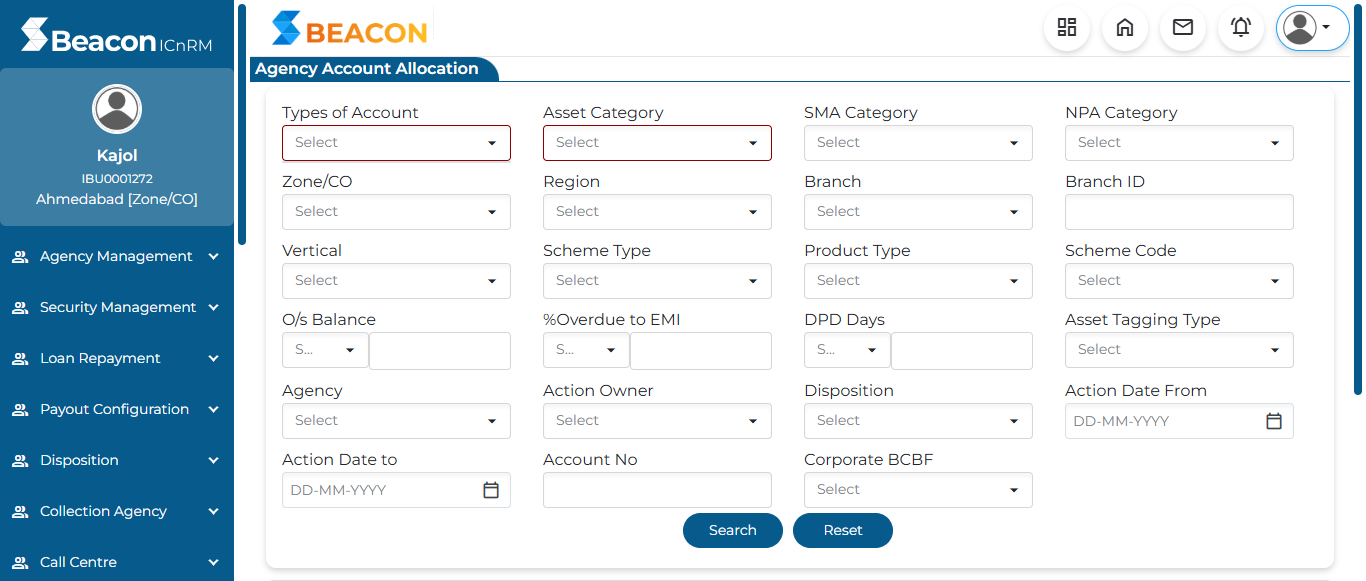 Beacon ICnRM
BEACON
Agency Account Allocation
Kajol
IBU0001272
Ahmedabad [Zone/CO]
Agency Management
Security Management
Loan Repayment
Payout Configuration
Disposition
Collection Agency
Call Centre
Types of Account Asset Category SMA Category NPA Category
Select Select Select Select
Zone/CO Region Branch Branch ID
Select Select Select
Vertical Scheme Type Product Type Scheme Code
Select Select Select Select
O/s Balance %Overdue to EMI DPD Days Asset Tagging Type
S... S... S... Select
Agency Action Owner Disposition Action Date From
Select Select Select DD-MM-YYYY
Action Date to Account No Corporate BCBF
DD-MM-YYYY Select
Search Reset